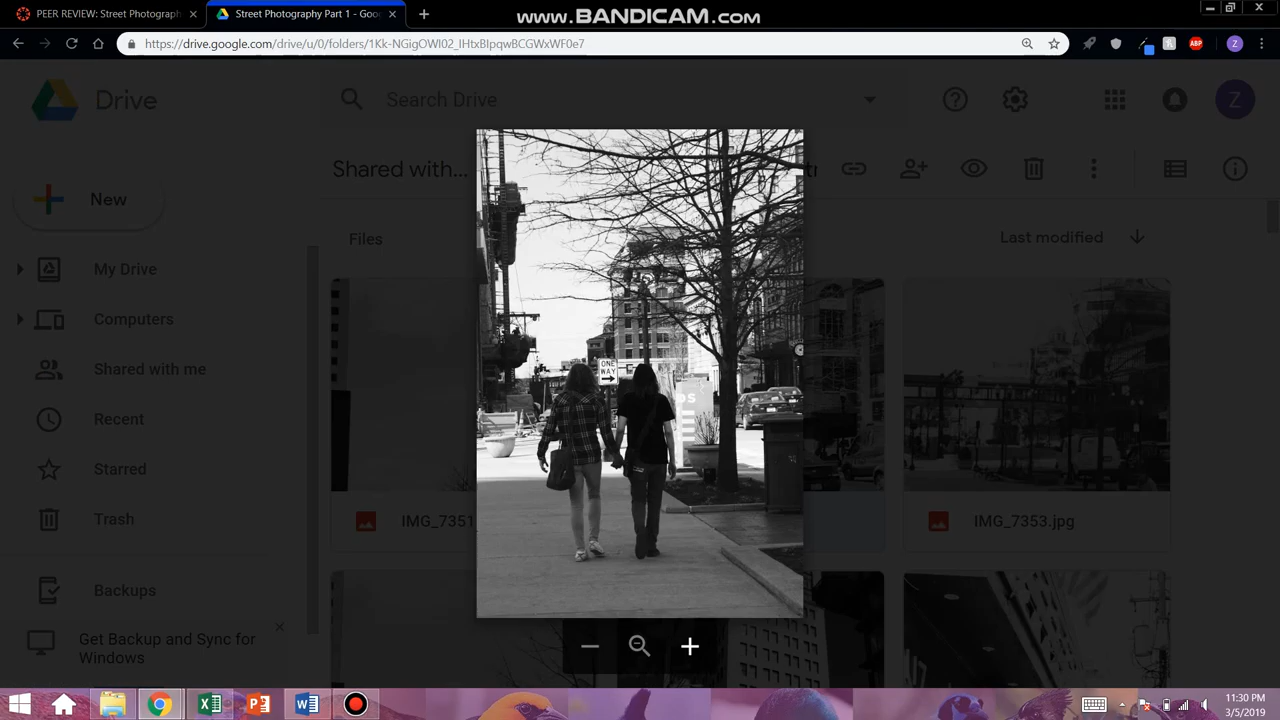 www.BANDICAM.com
PEER REVIEW: Street Photograph
Street Photography Part 1 - Goo
https://drive.google.com/drive/u/0/folders/1Kk-NGigOWI02_IHtxBIpqwBCGWxWF0e7
ABP
Z
Drive
Search Drive
Z
Shared with...
New
Files
Last modified
My Drive
Computers
Shared with me
ONE
WAY
Recent
Starred
Trash
IMG_7351
IMG_7353.jpg
Backups
Get Backup and Sync for
Windows
11:30 PM
3/5/2019